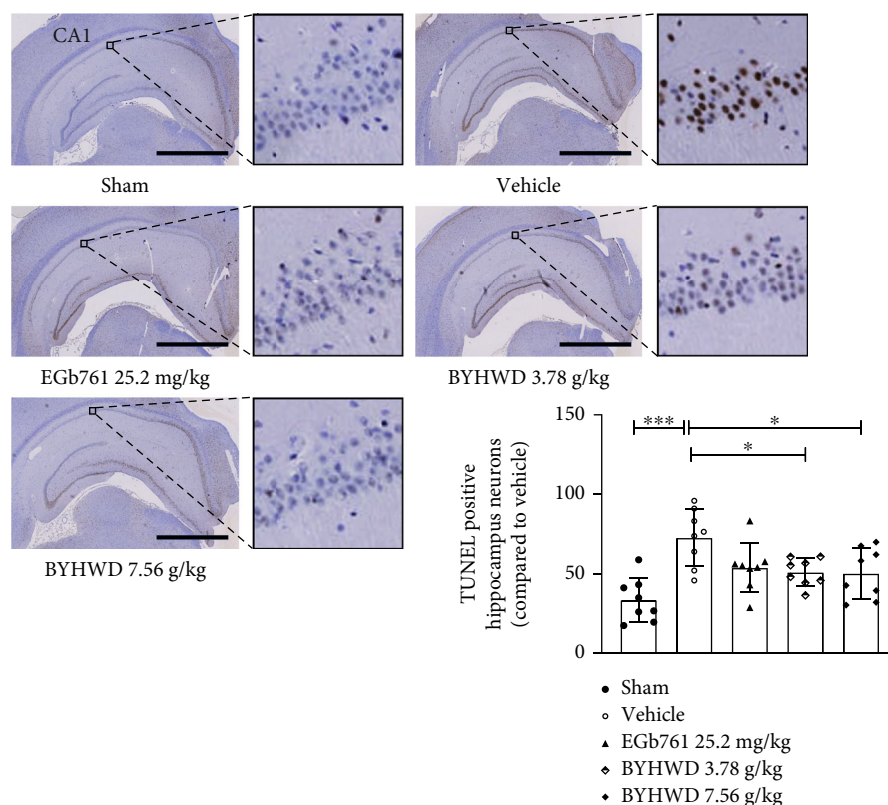 CA1
Sham
Vehicle
EGb761 25.2 mg/kg
BYHWD 3.78 g/kg
BYHWD 7.56 g/kg
TUNEL positive
hippocampus neurons
(compared to vehicle)
150
100
50
0
***
*
*
Sham
Vehicle
EGb761 25.2 mg/kg
BYHWD 3.78 g/kg
BYHWD 7.56 g/kg